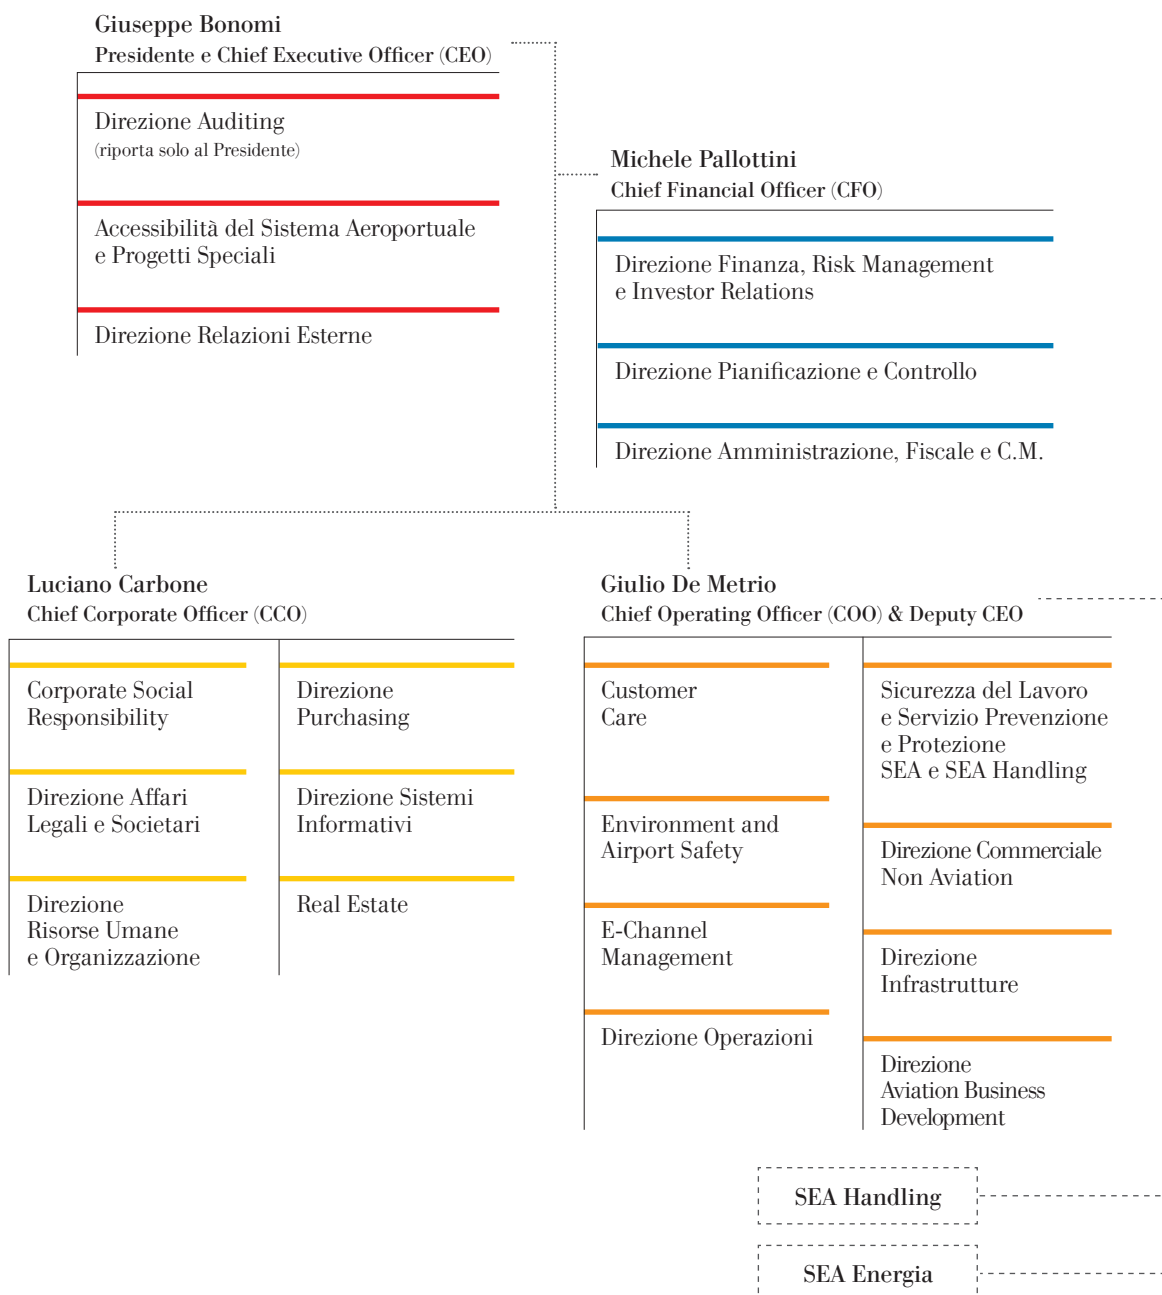 Giuseppe Bonomi
Presidente e Chief Executive Officer (CEO)
Direzione Auditing
(riporta solo al Presidente)
Accessibilità del Sistema Aeroportuale
e Progetti Speciali
Direzione Relazioni Esterne
Michele Pallottini
Chief Financial Officer (CFO)
Direzione Finanza, Risk Management
e Investor Relations
Direzione Pianificazione e Controllo
Direzione Amministrazione, Fiscale e C.M.
Luciano Carbone
Chief Corporate Officer (CCO)
Corporate Social
Responsibility
Direzione Affari
Legali e Societari
Direzione
Risorse Umane
e Organizzazione
Direzione
Purchasing
Direzione Sistemi
Informativi
Real Estate
Giulio De Metrio
Chief Operating Officer (COO) & Deputy CEO
Customer
Care
Environment and
Airport Safety
E-Channel
Management
Direzione Operazioni
Sicurezza del Lavoro
e Servizio Prevenzione
e Protezione
SEA e SEA Handling
Direzione Commerciale
Non Aviation
Direzione
Infrastrutture
Direzione
Aviation Business
Development
SEA Handling
SEA Energia